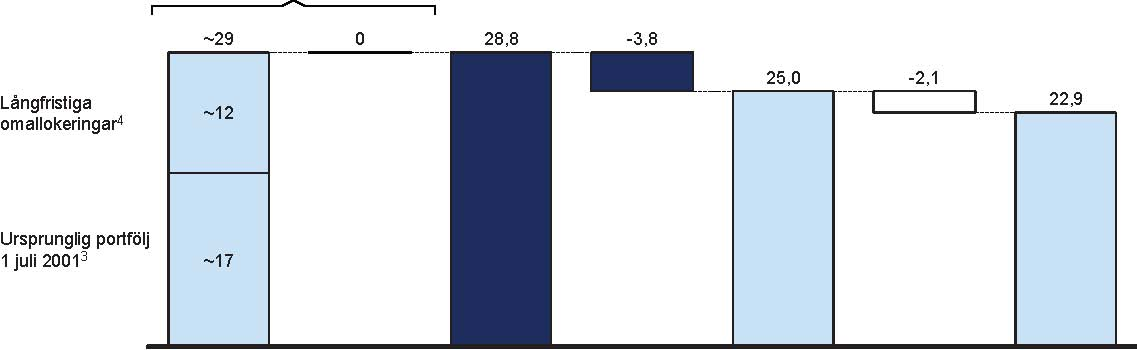 ~29
0
28,8
-3,8
25,0
-2,1
22,9
Långfristiga
omallokeringar4
~12
Ursprunglig portfölj
1 juli 20013
~17